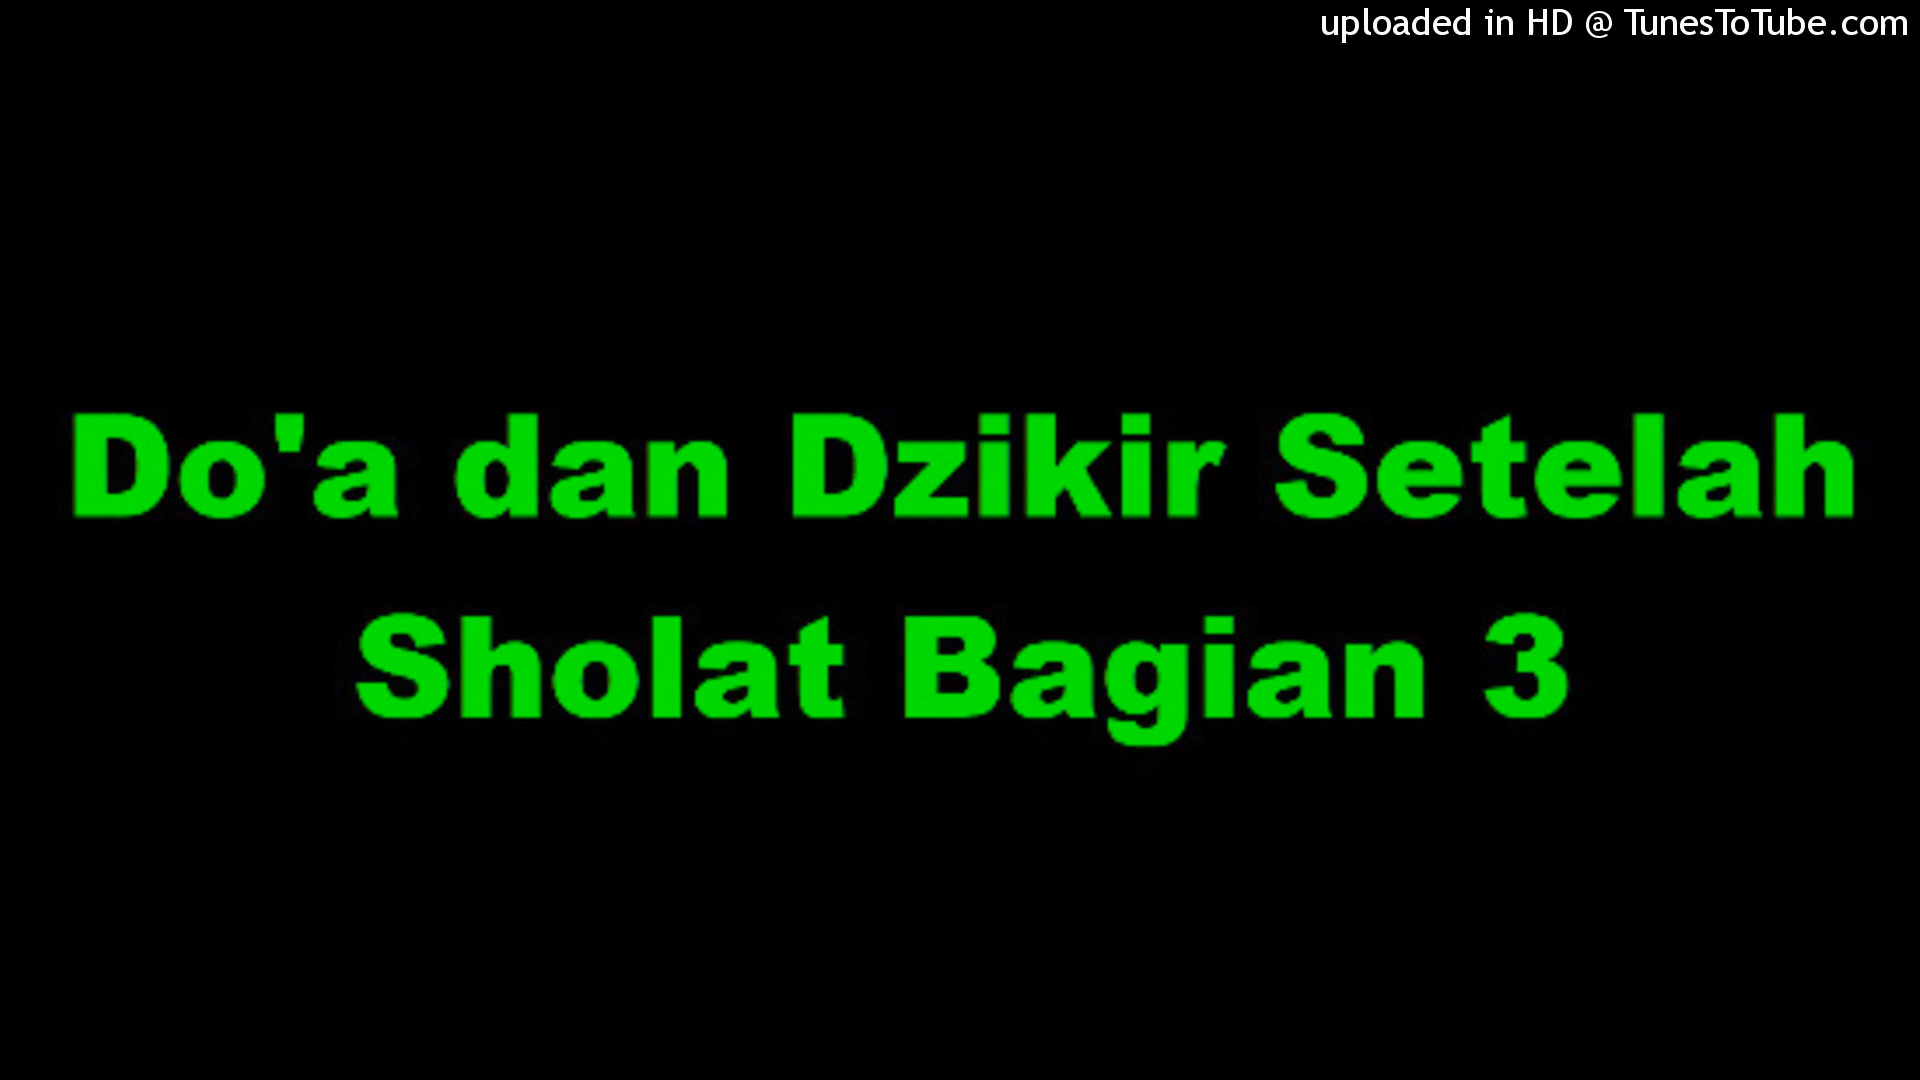 uploaded in HD @ TunesToTube.com
Do'a dan Dzikir Setelah
Sholat Bagian 3